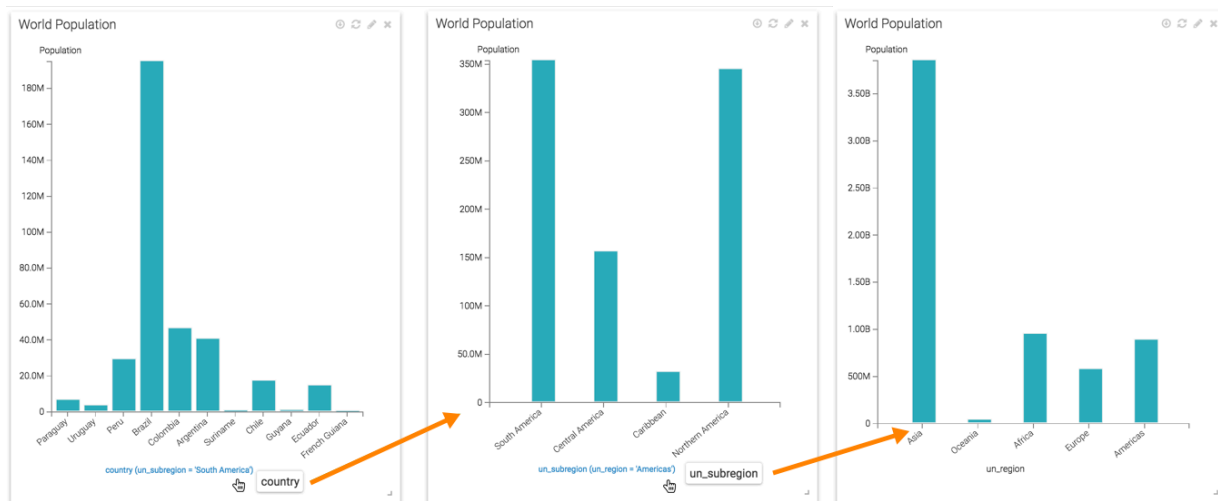 World Population
Population
180M
160M
140M
120M
100M
80.0M
60.0M
40.0M
20.0M
0
Paraguay
Uruguay
Peru
Brazil
Colombia
Argentina
Suriname
Chile
Guyana
Ecuador
French Guiana
country (un_subregion = 'South America')
country
World Population
Population
350M
300M
250M
200M
150M
100M
50.0M
0
South America
Central America
Caribbean
Northern America
un_subregion (un_region = 'Americas')
un_subregion
World Population
Population
3.50B
3.00B
2.50B
2.00B
1.50B
1.00B
500M
0
Asia
Oceania
Africa
Europe
Americas
un_region